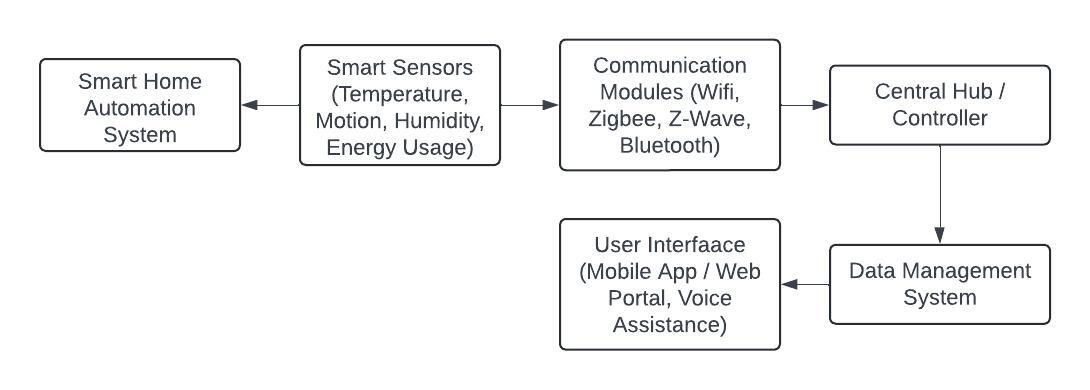 Smart Home
Automation
System
Smart Sensors
(Temperature,
Motion, Humidity,
Energy Usage)
Communication
Modules (Wifi,
Zigbee, Z-Wave,
Bluetooth)
Central Hub /
Controller
User Interfaace
(Mobile App / Web
Portal, Voice
Assistance)
Data Management
System